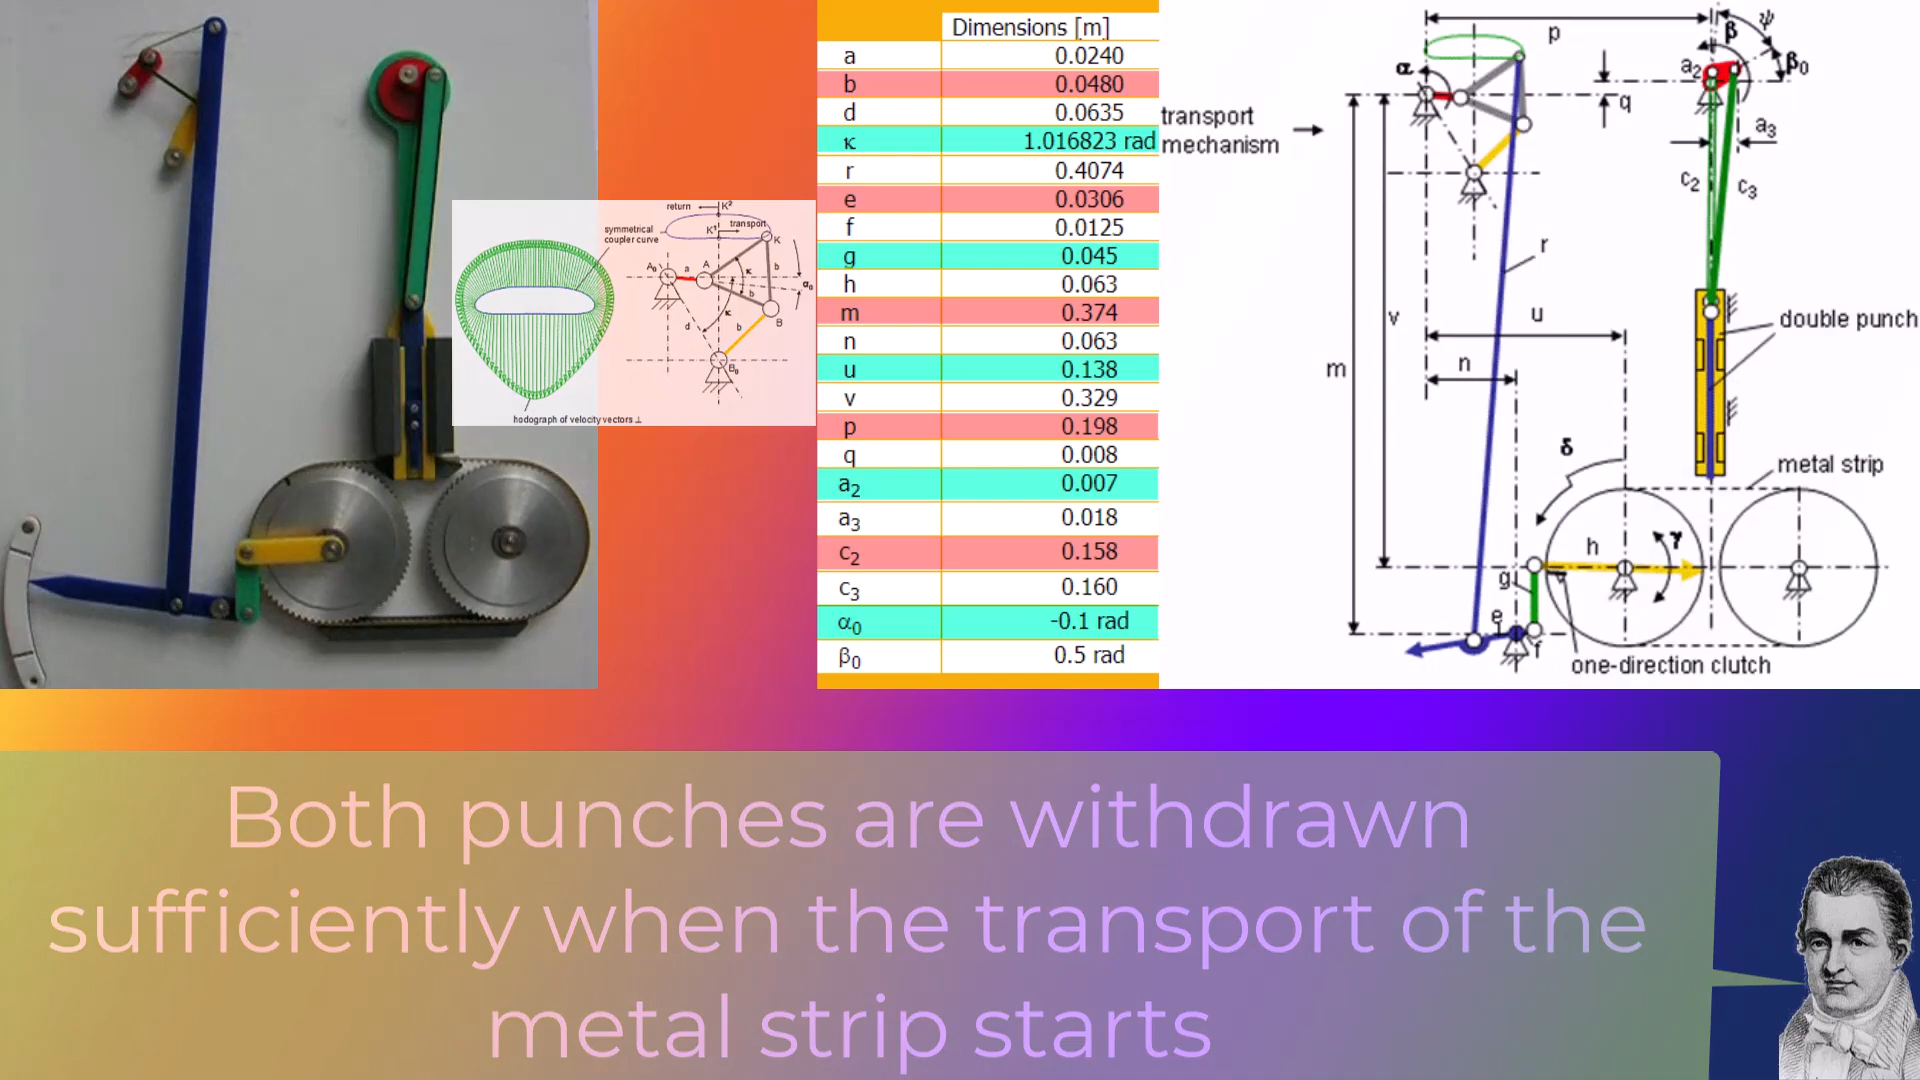 return
K²
K¹
transport
symmetrical
coupler curve
K
A₀
a
A
κ
b
α₀
b
κ
d
b
B
B₀
hodograph of velocity vectors ⊥
Dimensions [m]
a 0.0240
b 0.0480
d 0.0635
κ 1.016823 rad
r 0.4074
e 0.0306
f 0.0125
g 0.045
h 0.063
m 0.374
n 0.063
u 0.138
v 0.329
p 0.198
q 0.008
a₂ 0.007
a₃ 0.018
c₂ 0.158
c₃ 0.160
α₀ -0.1 rad
β₀ 0.5 rad
transport
mechanism
p
ψ
β
β₀
a₂
α
q
a₃
c₂
c₃
r
v
u
double punch
m
n
δ
metal strip
h
γ
g
e
f
one-direction clutch
Both punches are withdrawn
sufficiently when the transport of the
metal strip starts